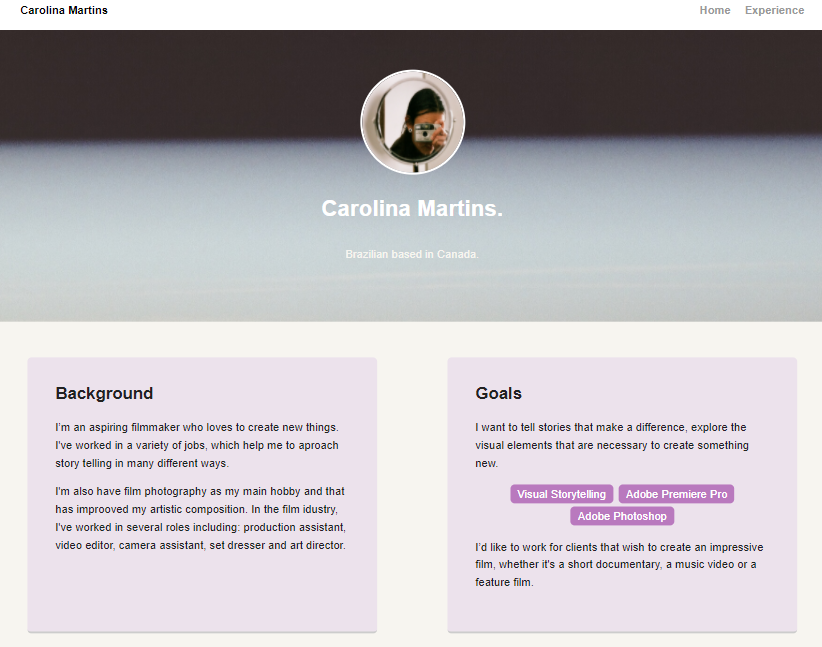 Carolina Martins
Home Experience
Carolina Martins.
Brazilian based in Canada.
Background
I'm an aspiring filmmaker who loves to create new things.
I've worked in a variety of jobs, which help me to aproach
story telling in many different ways.
I'm also have film photography as my main hobby and that
has improoved my artistic composition. In the film idustry,
I've worked in several roles including: production assistant,
video editor, camera assistant, set dresser and art director.
Goals
I want to tell stories that make a difference, explore the
visual elements that are necessary to create something
new.
Visual Storytelling Adobe Premiere Pro
Adobe Photoshop
I'd like to work for clients that wish to create an impressive
film, whether it's a short documentary, a music video or a
feature film.